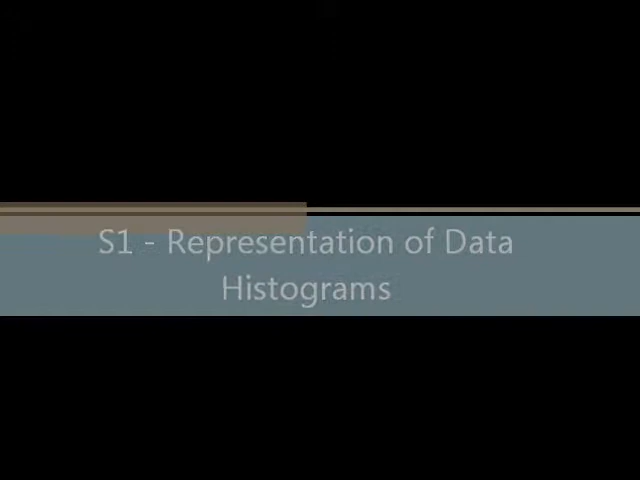 S1 - Representation of Data
Histograms